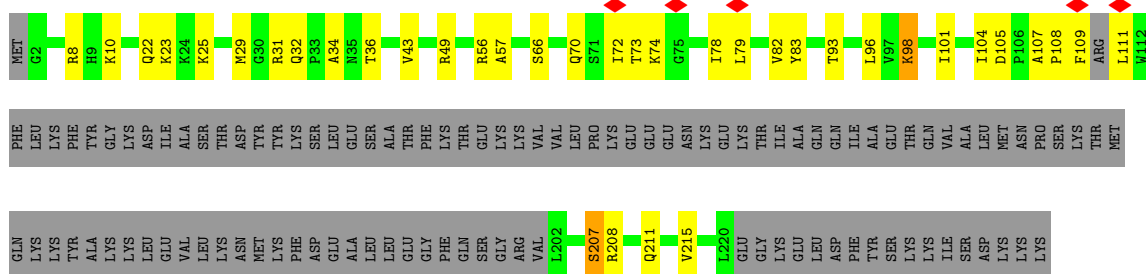 MET G2 R8 H9 K10 Q22 K23 K24 K25 M29 G30 R31 Q32 P33 A34 N35 T36 V43 R49 R56 A57 S66 Q70 S71 I72 T73 K74 G75 I78 L79 V82 Y83 T93 L96 V97 K98 I101 I104 D105 P106 A107 P108 F109 ARG L111 W112
PHE LEU LYS LYS PHE TYR GLY LYS ASP ILE ALA SER THR ASP TYR TYR LYS SER LEU GLU SER ALA THR PHE LYS THR GLU LYS LYS VAL VAL LEU PRO LYS GLU GLU GLU ASN LYS GLU LYS THR ILE ALA GLN GLN ILE ALA GLU THR GLN VAL ALA LEU MET ASN PRO SER LYS THR MET
GLN LYS LYS TYR ALA LYS LYS LEU GLU VAL LEU LYS ASN MET LYS PHE ASP GLU ALA LEU LEU GLU GLY PHE GLN SER GLY ARG VAL L202 S207 R208 Q211 V215 L220 GLU GLY LYS GLU LEU ASP PHE TYR SER LYS LYS ILE SER ASP LYS LYS LYS